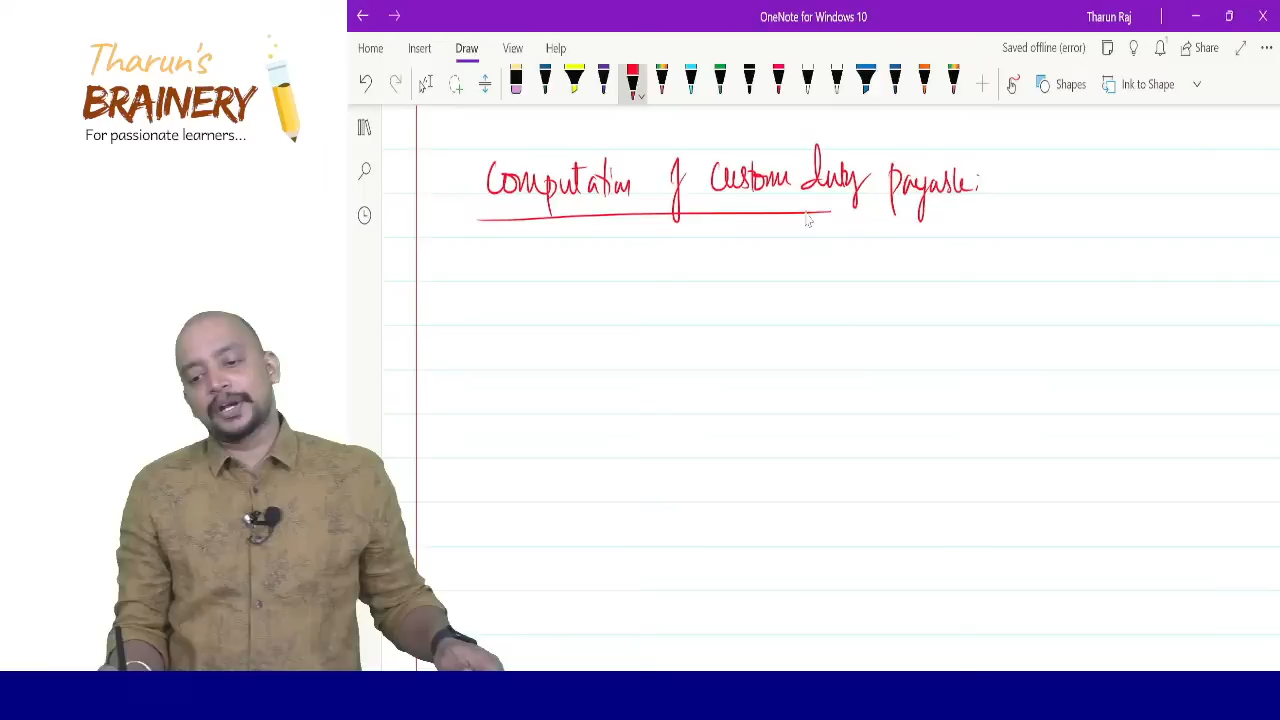 Tharun's
BRAINERY
For passionate learners...
OneNote for Windows 10
Tharun Raj
Home Insert Draw View Help
Saved offline (error)
Share
Shapes
Ink to Shape
Computation of custom duty payable: